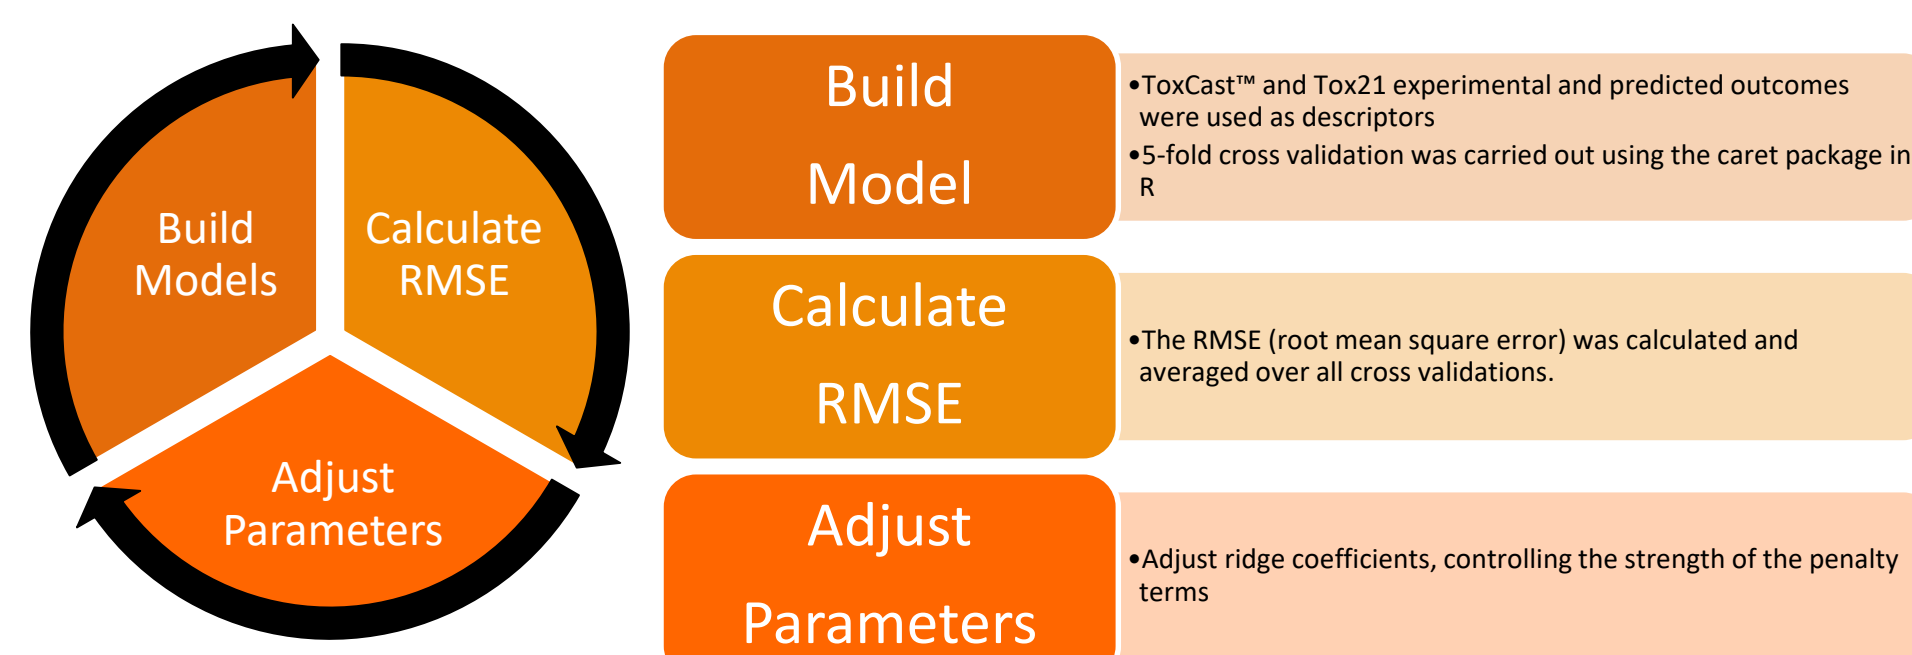 Build
Models
Calculate
RMSE
Adjust
Parameters
Build
Model
•ToxCast™ and Tox21 experimental and predicted outcomes
were used as descriptors
•5-fold cross validation was carried out using the caret package in
R
Calculate
RMSE
•The RMSE (root mean square error) was calculated and
averaged over all cross validations.
Adjust
Parameters
•Adjust ridge coefficients, controlling the strength of the penalty
terms